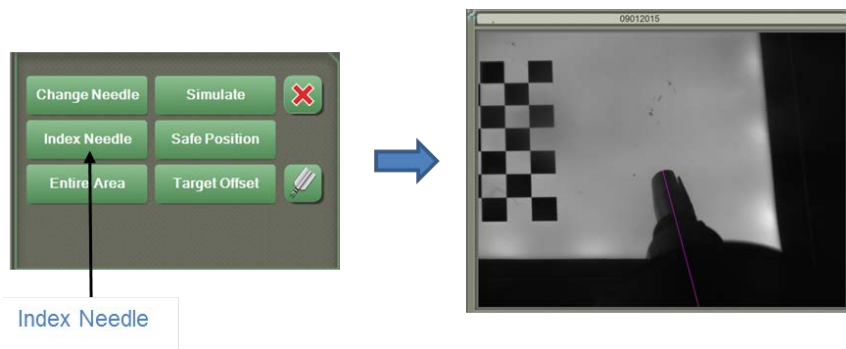 Change Needle Simulate
Index Needle Safe Position
Entire Area Target Offset
Index Needle
09012015